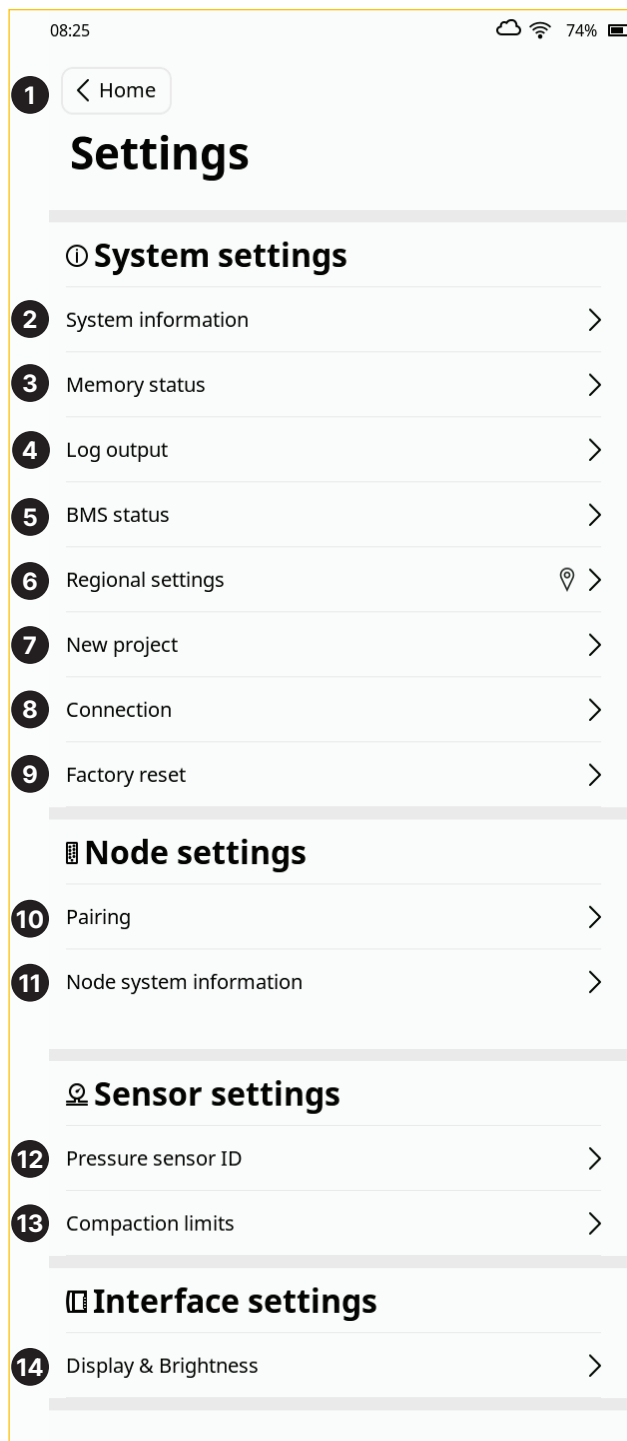 08:25 74%
1 Home
Settings
System settings
2 System information
3 Memory status
4 Log output
5 BMS status
6 Regional settings
7 New project
8 Connection
9 Factory reset
Node settings
10 Pairing
11 Node system information
Sensor settings
12 Pressure sensor ID
13 Compaction limits
Interface settings
14 Display & Brightness